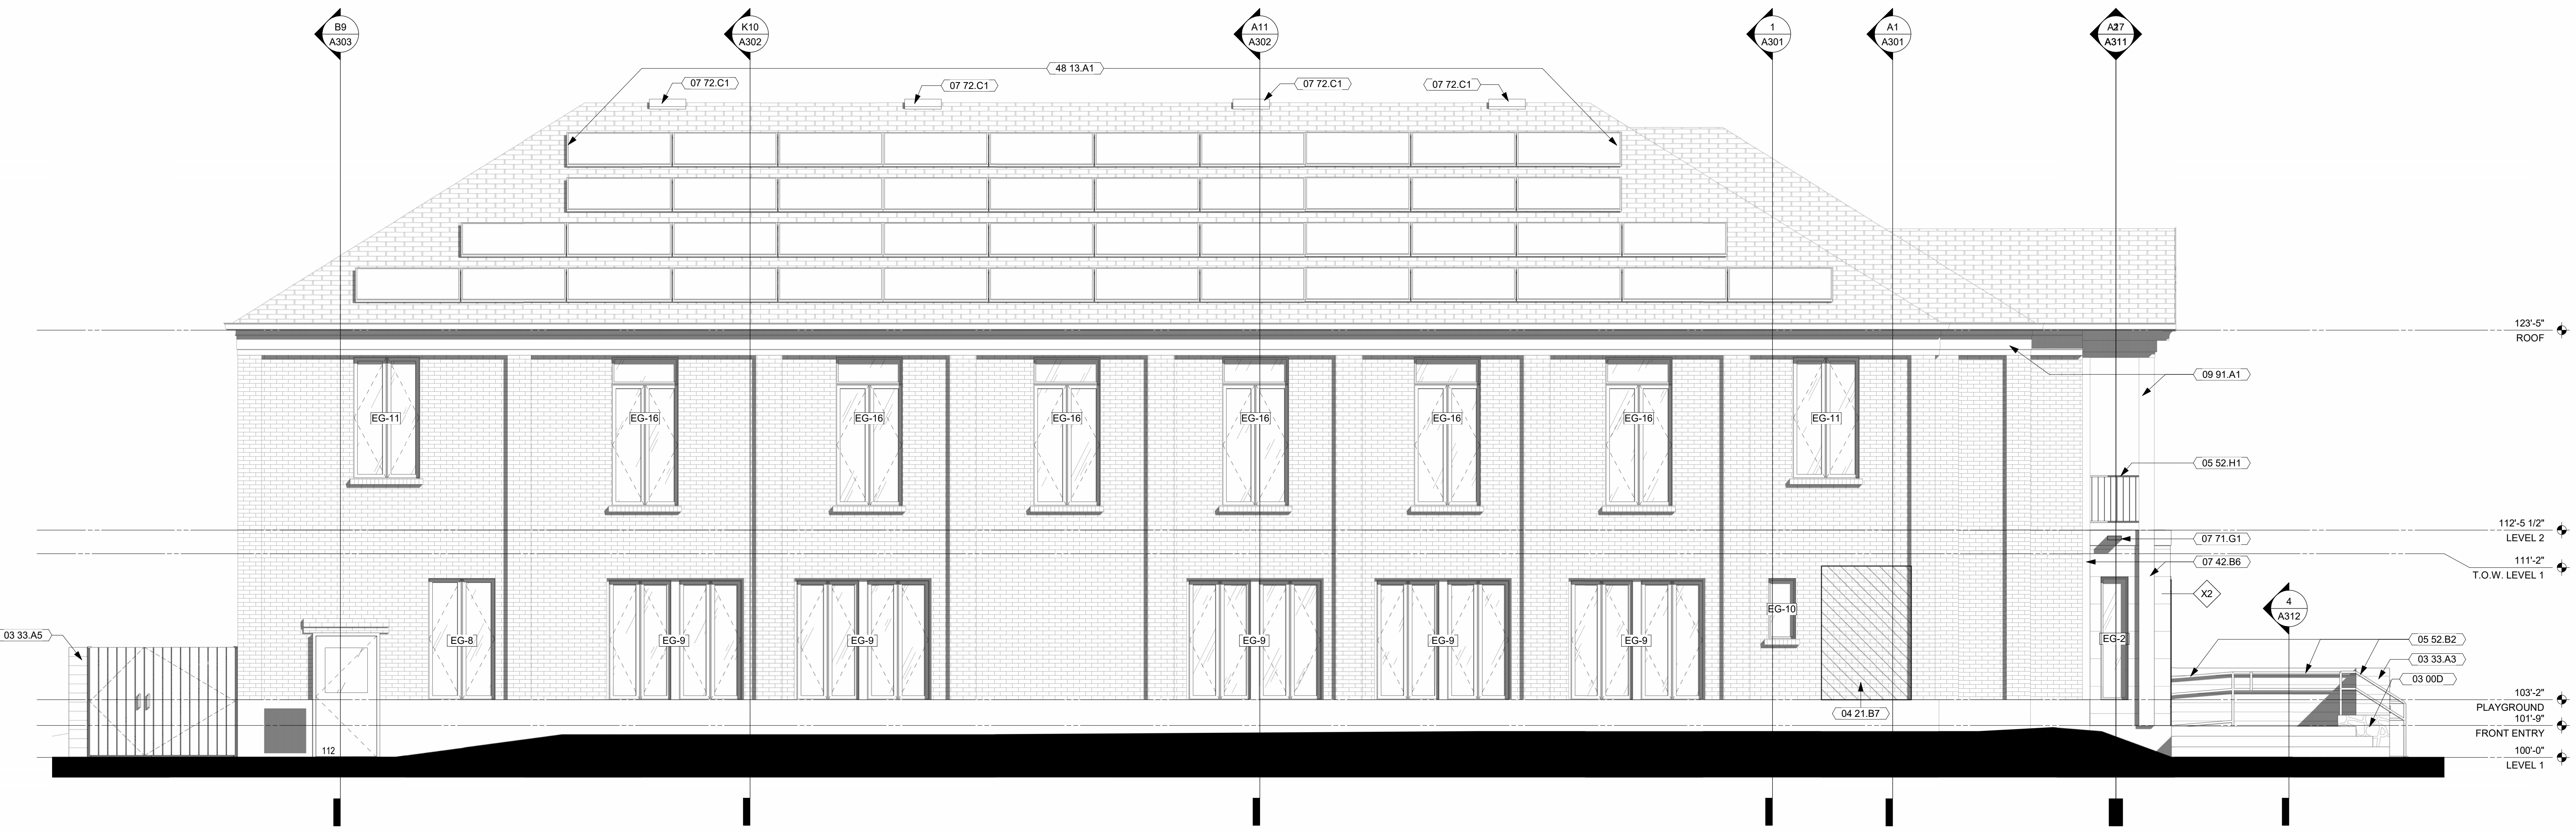 B9
A303
K10
A302
A11
A302
1
A301
A1
A301
A311
48 13.A1
07 72.C1
07 72.C1
07 72.C1
07 72.C1
123'-5"
ROOF
09 91.A1
EG-11
EG-16
EG-16
EG-16
EG-16
EG-16
EG-16
EG-11
05 52.H1
112'-5 1/2"
LEVEL 2
07 71.G1
07 42.B6
111'-2"
T.O.W. LEVEL 1
X2
4
A312
EG-10
03 33.A5
EG-8
EG-9
EG-9
EG-9
EG-9
EG-9
EG-2
05 52.B2
03 33.A3
03 00D
04 21.B7
103'-2"
PLAYGROUND
101'-9"
FRONT ENTRY
112
100'-0"
LEVEL 1